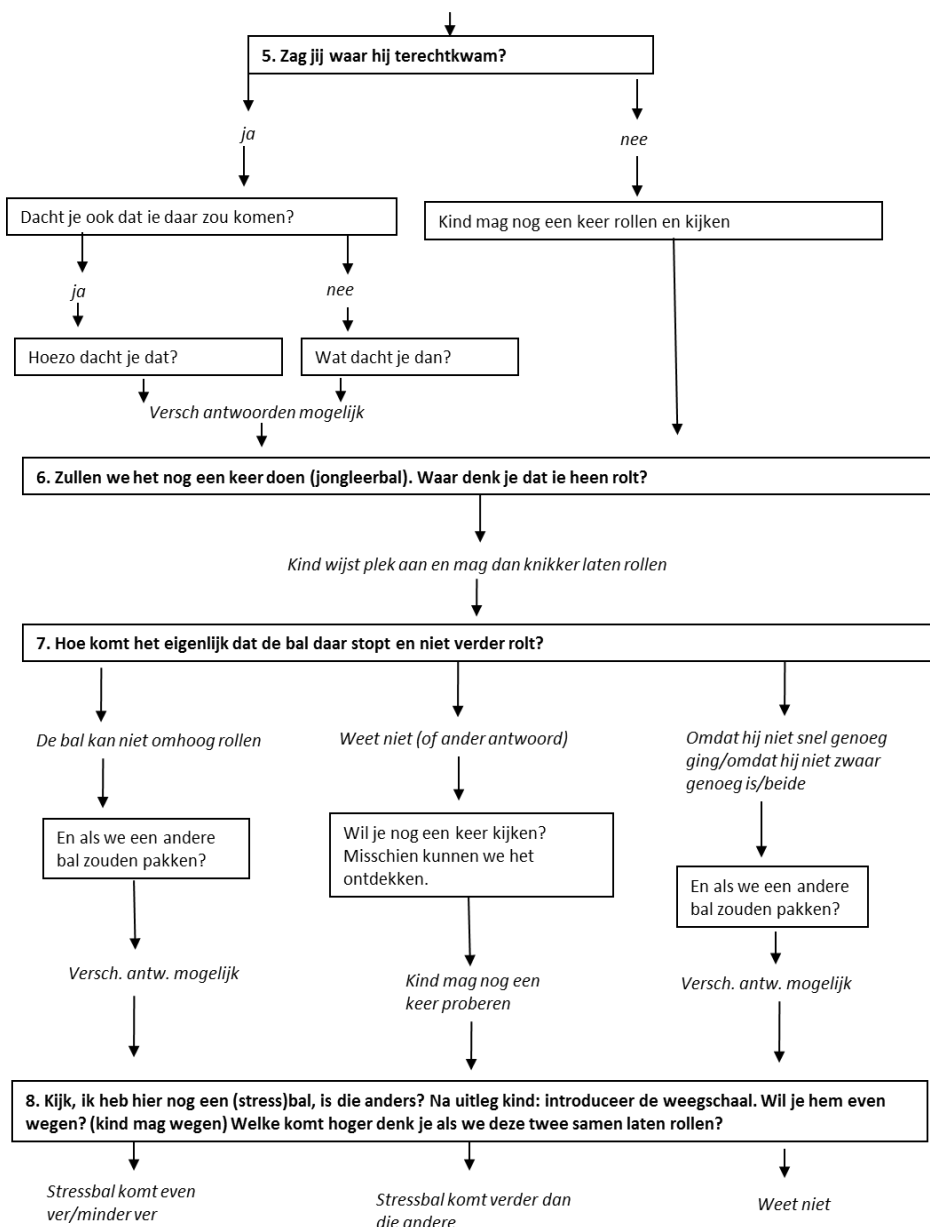 5. Zag jij waar hij terechtkwam?
ja
nee
Dacht je ook dat ie daar zou komen?
Kind mag nog een keer rollen en kijken
ja
nee
Hoezo dacht je dat?
Wat dacht je dan?
Versch antwoorden mogelijk
6. Zullen we het nog een keer doen (jongleerbal). Waar denk je dat ie heen rolt?
Kind wijst plek aan en mag dan knikker laten rollen
7. Hoe komt het eigenlijk dat de bal daar stopt en niet verder rolt?
De bal kan niet omhoog rollen
Weet niet (of ander antwoord)
Omdat hij niet snel genoeg
ging/omdat hij niet zwaar
genoeg is/beide
En als we een andere
bal zouden pakken?
Wil je nog een keer kijken?
Misschien kunnen we het
ontdekken.
En als we een andere
bal zouden pakken?
Versch. antw. mogelijk
Kind mag nog een
keer proberen
Versch. antw. mogelijk
8. Kijk, ik heb hier nog een (stress)bal, is die anders? Na uitleg kind: introduceer de weegschaal. Wil je hem even
wegen? (kind mag wegen) Welke komt hoger denk je als we deze twee samen laten rollen?
Stressbal komt even
ver/minder ver
Stressbal komt verder dan
die andere
Weet niet